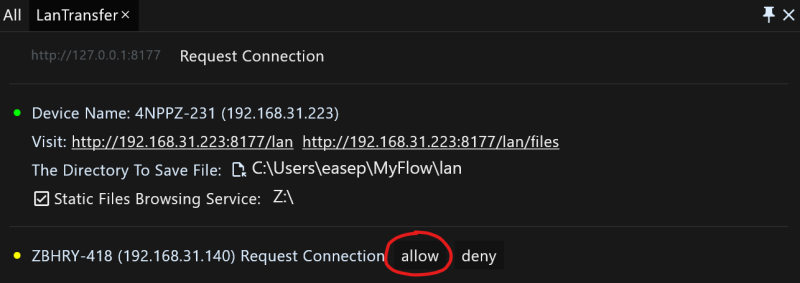 All LanTransfer ×
http://127.0.0.1:8177 Request Connection
Device Name: 4NPPZ-231 (192.168.31.223)
Visit: http://192.168.31.223:8177/lan http://192.168.31.223:8177/lan/files
The Directory To Save File: C:\Users\easep\MyFlow\lan
Static Files Browsing Service: Z:\
ZBHRY-418 (192.168.31.140) Request Connection allow deny